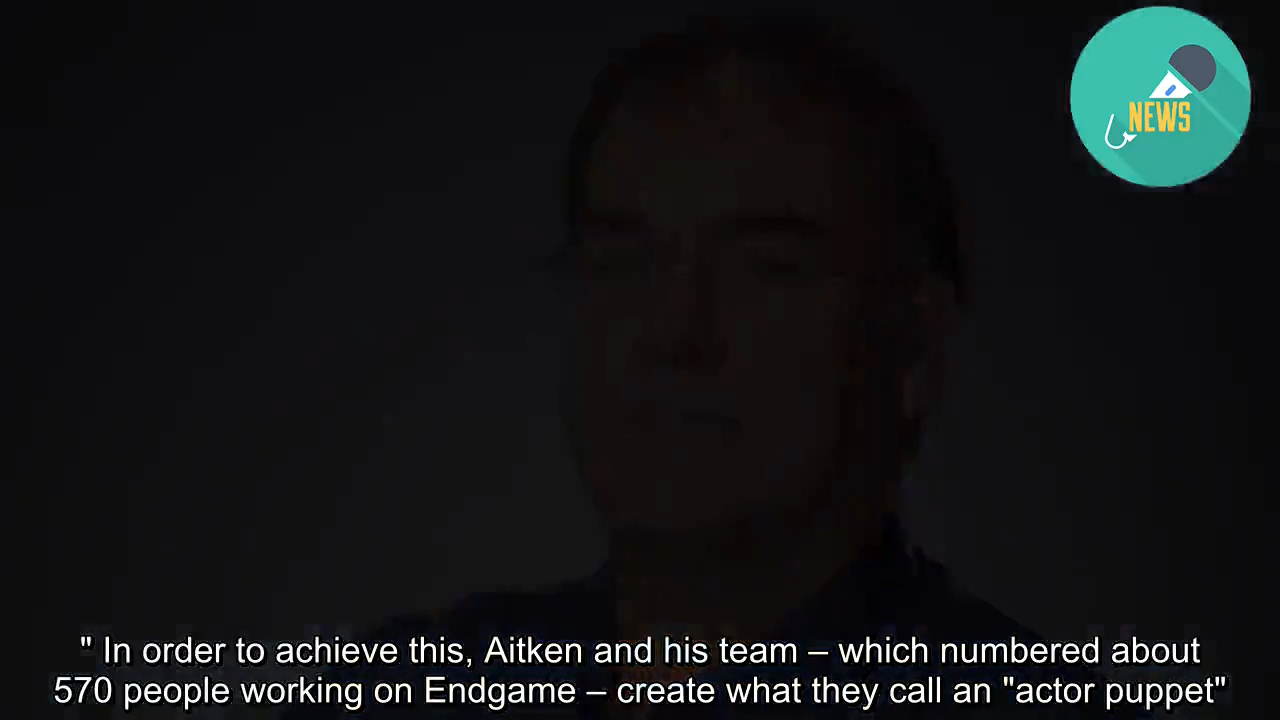 NEWS
" In order to achieve this, Aitken and his team – which numbered about
570 people working on Endgame – create what they call an "actor puppet"